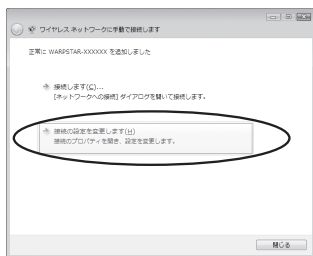 ワイヤレス ネットワークに手動で接続します
正常に WARPSTAR-XXXXXX を追加しました
接続します(C)...
[ネットワークへの接続] ダイアログを開いて接続します。
接続の設定を変更します(H)
接続のプロパティを開き、設定を変更します。
閉じる